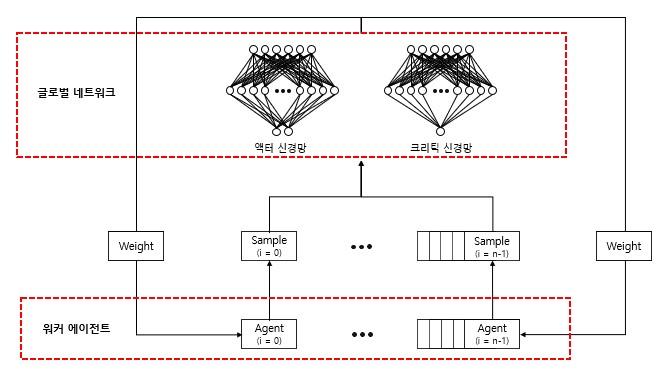 글로벌 네트워크
액터 신경망
크리틱 신경망
Weight
Sample
(i = 0)
Sample
(i = n-1)
Weight
워커 에이전트
Agent
(i = 0)
Agent
(i = n-1)